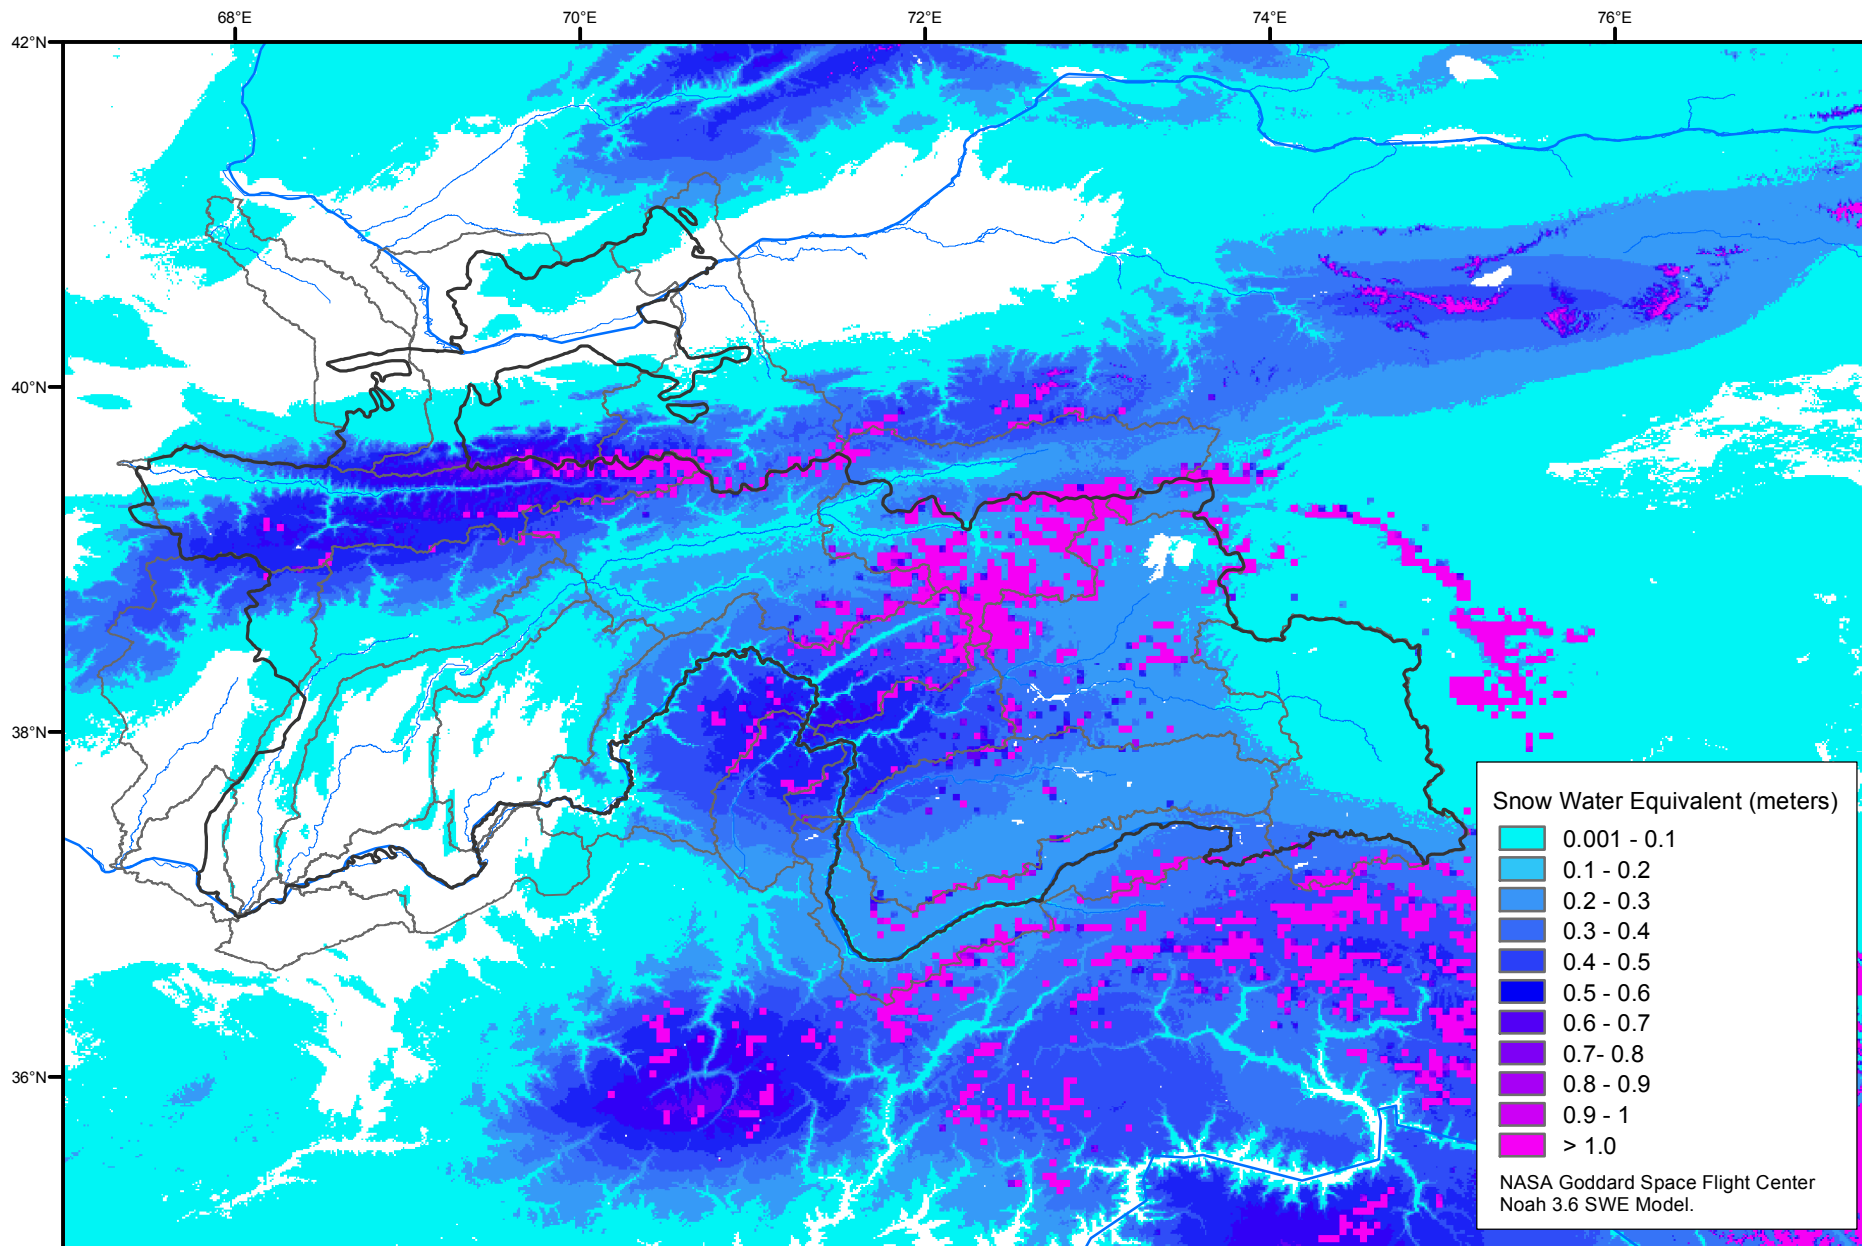 68°E 70°E 72°E 74°E 76°E
42°N
40°N
38°N
36°N
Snow Water Equivalent (meters)
0.001 - 0.1
0.1 - 0.2
0.2 - 0.3
0.3 - 0.4
0.4 - 0.5
0.5 - 0.6
0.6 - 0.7
0.7- 0.8
0.8 - 0.9
0.9 - 1
> 1.0
NASA Goddard Space Flight Center
Noah 3.6 SWE Model.